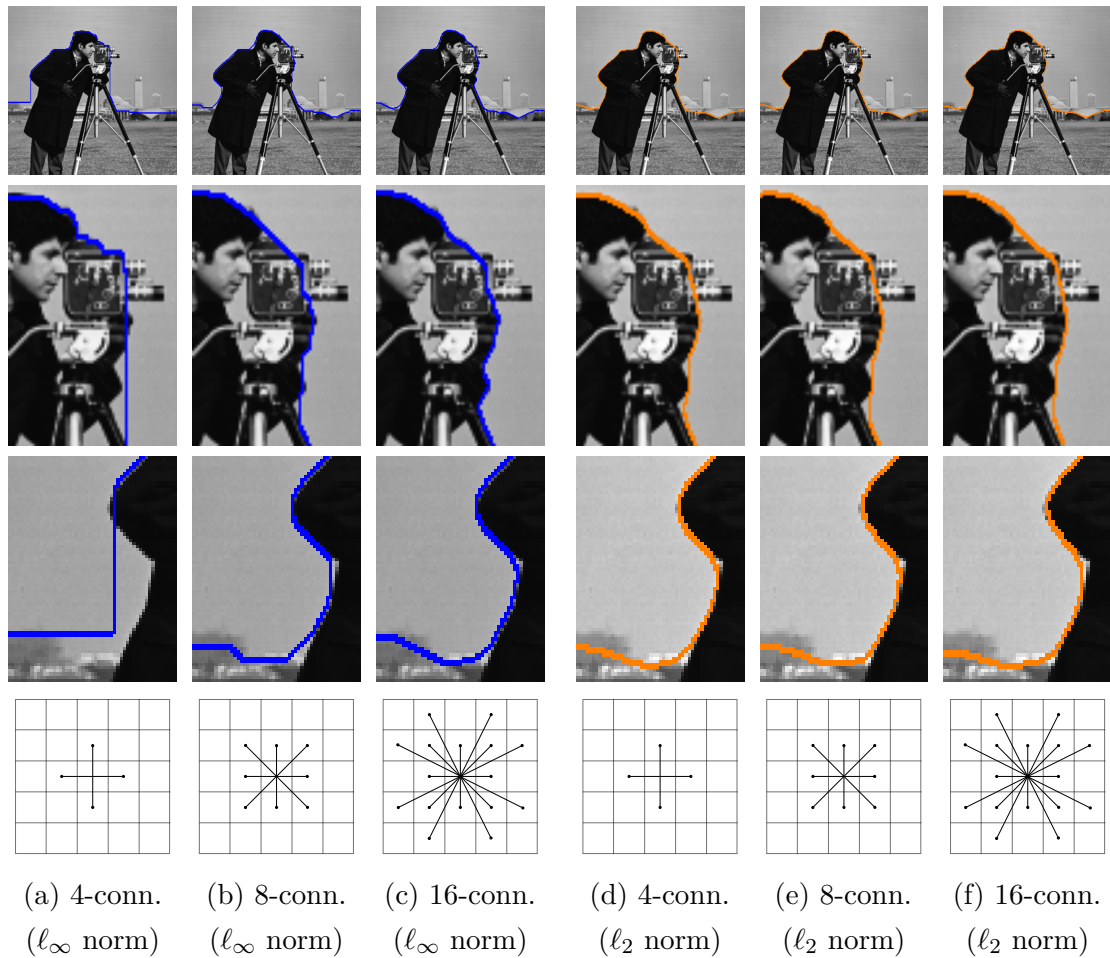 (a) 4-conn. (b) 8-conn. (c) 16-conn. (d) 4-conn. (e) 8-conn. (f) 16-conn.
(ℓ∞ norm) (ℓ∞ norm) (ℓ∞ norm) (ℓ2 norm) (ℓ2 norm) (ℓ2 norm)